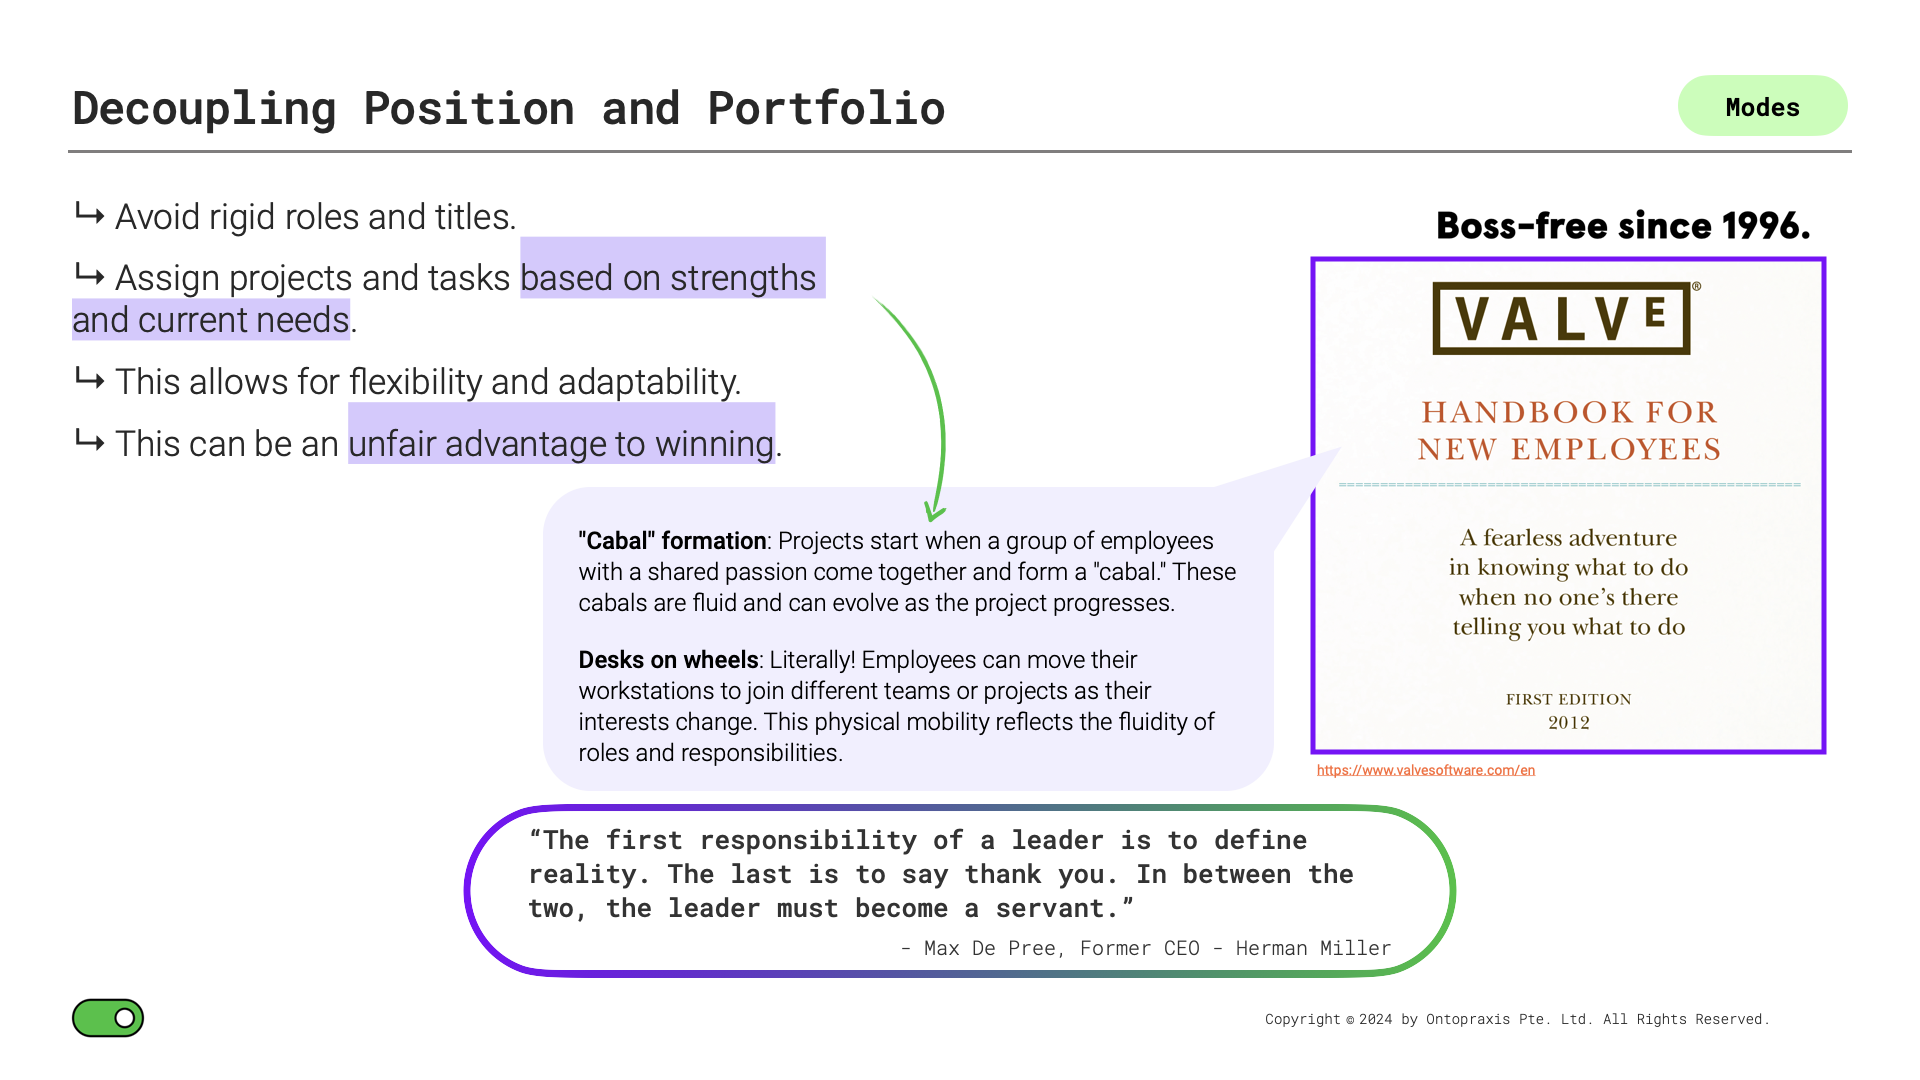 Decoupling Position and Portfolio
Modes
↳ Avoid rigid roles and titles.
↳ Assign projects and tasks based on strengths
and current needs.
↳ This allows for flexibility and adaptability.
↳ This can be an unfair advantage to winning.
Boss-free since 1996.
VALVE®
HANDBOOK FOR
NEW EMPLOYEES
A fearless adventure
in knowing what to do
when no one's there
telling you what to do
FIRST EDITION
2012
https://www.valvesoftware.com/en
"Cabal" formation: Projects start when a group of employees
with a shared passion come together and form a "cabal." These
cabals are fluid and can evolve as the project progresses.
Desks on wheels: Literally! Employees can move their
workstations to join different teams or projects as their
interests change. This physical mobility reflects the fluidity of
roles and responsibilities.
“The first responsibility of a leader is to define
reality. The last is to say thank you. In between the
two, the leader must become a servant.”
- Max De Pree, Former CEO - Herman Miller
Copyright © 2024 by Ontopraxis Pte. Ltd. All Rights Reserved.